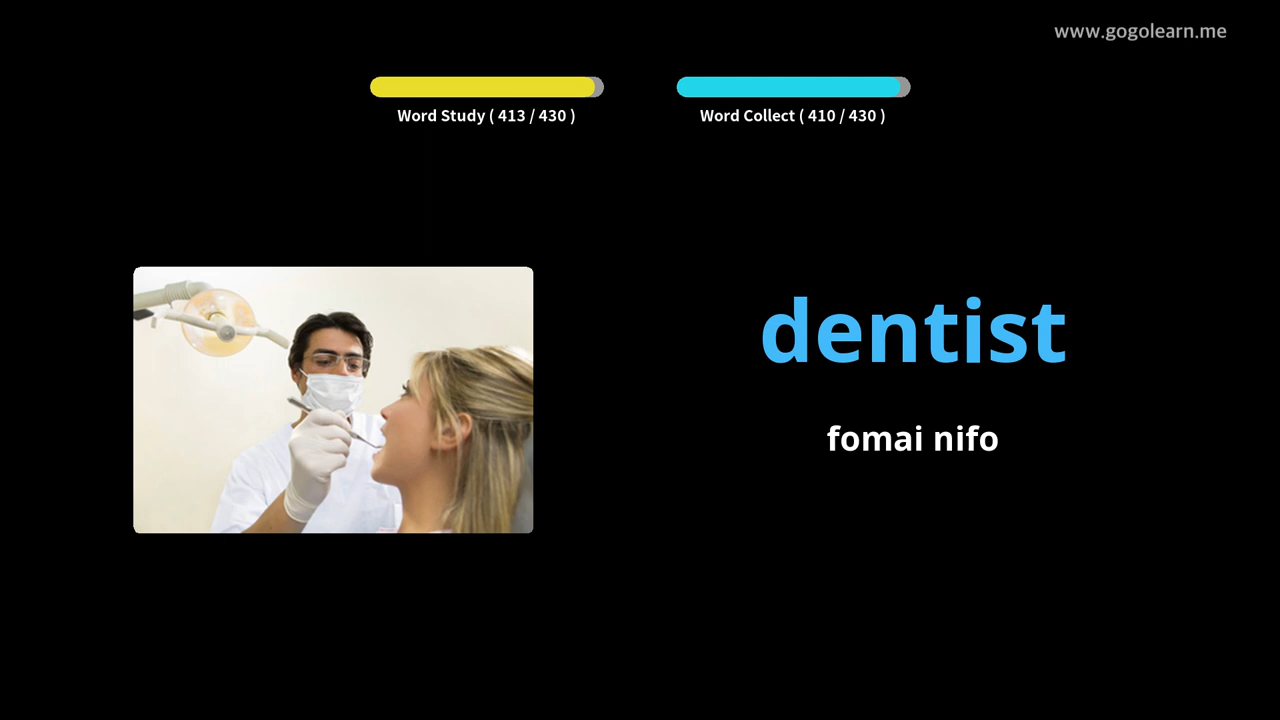 www.gogolearn.me
Word Study ( 413 / 430 )
Word Collect ( 410 / 430 )
dentist
fomai nifo